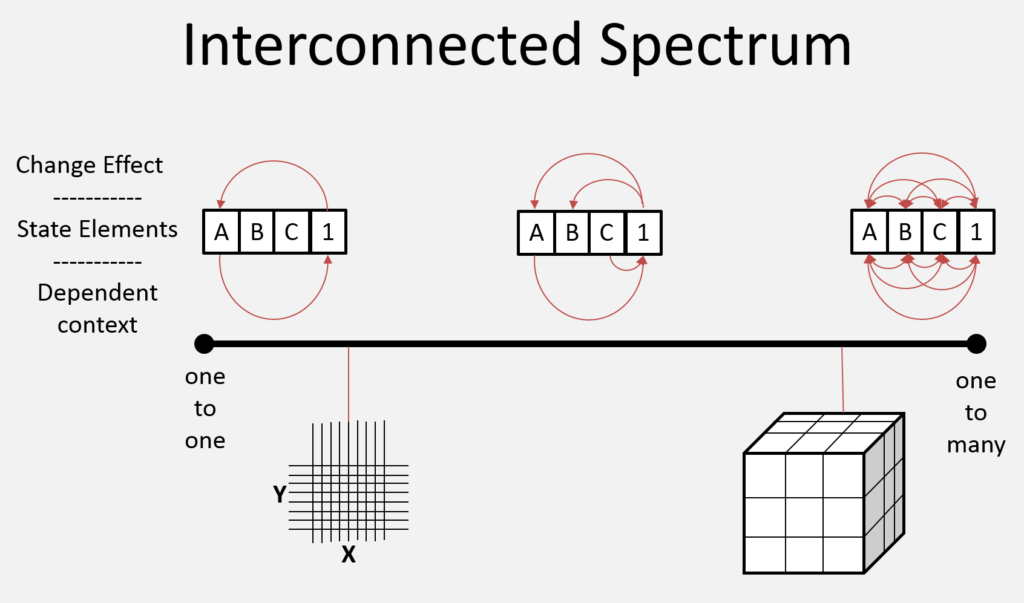 Interconnected Spectrum
Change Effect
-----------
State Elements
-----------
Dependent
context
A B C 1
A B C 1
A B C 1
one
to
one
one
to
many
Y
X